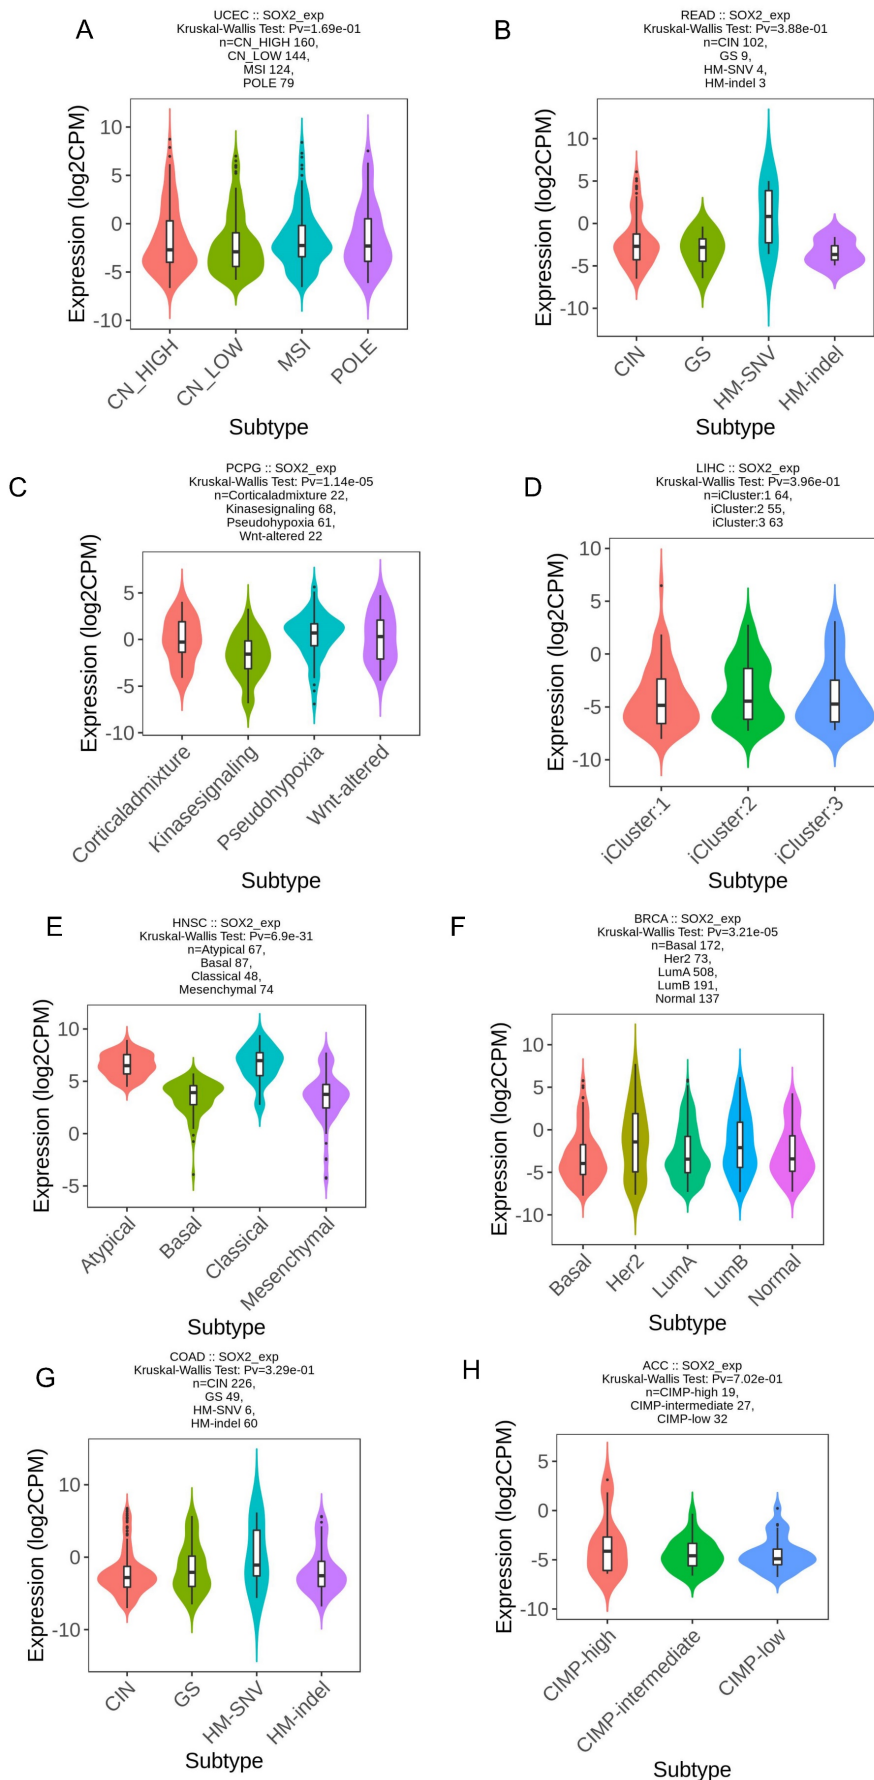 A
UCEC :: SOX2_exp
Kruskal-Wallis Test: Pv=1.69e-01
n=CN_HIGH 160,
CN_LOW 144,
MSI 124,
POLE 79
Expression (log2CPM)
10
5
0
-5
-10
CN_HIGH
CN_LOW
MSI
POLE
Subtype
B
READ :: SOX2_exp
Kruskal-Wallis Test: Pv=3.88e-01
n=CIN 102,
GS 9,
HM-SNV 4,
HM-indel 3
Expression (log2CPM)
10
5
0
-5
-10
CIN
GS
HM-SNV
HM-indel
Subtype
C
PCPG :: SOX2_exp
Kruskal-Wallis Test: Pv=1.14e-05
n=Corticaladmixture 22,
Kinasesignaling 68,
Pseudohypoxia 61,
Wnt-altered 22
Expression (log2CPM)
5
0
-5
-10
Corticaladmixture
Kinasesignaling
Pseudohypoxia
Wnt-altered
Subtype
D
LIHC :: SOX2_exp
Kruskal-Wallis Test: Pv=3.96e-01
n=iCluster:1 64,
iCluster:2 55,
iCluster:3 63
Expression (log2CPM)
10
5
0
-5
-10
iCluster:1
iCluster:2
iCluster:3
Subtype
E
HNSC :: SOX2_exp
Kruskal-Wallis Test: Pv=6.9e-31
n=Atypical 67,
Basal 87,
Classical 48,
Mesenchymal 74
Expression (log2CPM)
10
5
0
-5
Atypical
Basal
Classical
Mesenchymal
Subtype
F
BRCA :: SOX2_exp
Kruskal-Wallis Test: Pv=3.21e-05
n=Basal 172,
Her2 73,
LumA 508,
LumB 191,
Normal 137
Expression (log2CPM)
10
5
0
-5
-10
Basal
Her2
LumA
LumB
Normal
Subtype
G
COAD :: SOX2_exp
Kruskal-Wallis Test: Pv=3.29e-01
n=CIN 226,
GS 49,
HM-SNV 6,
HM-indel 60
Expression (log2CPM)
10
0
-10
CIN
GS
HM-SNV
HM-indel
Subtype
H
ACC :: SOX2_exp
Kruskal-Wallis Test: Pv=7.02e-01
n=CIMP-high 19,
CIMP-intermediate 27,
CIMP-low 32
Expression (log2CPM)
5
0
-5
-10
CIMP-high
CIMP-intermediate
CIMP-low
Subtype